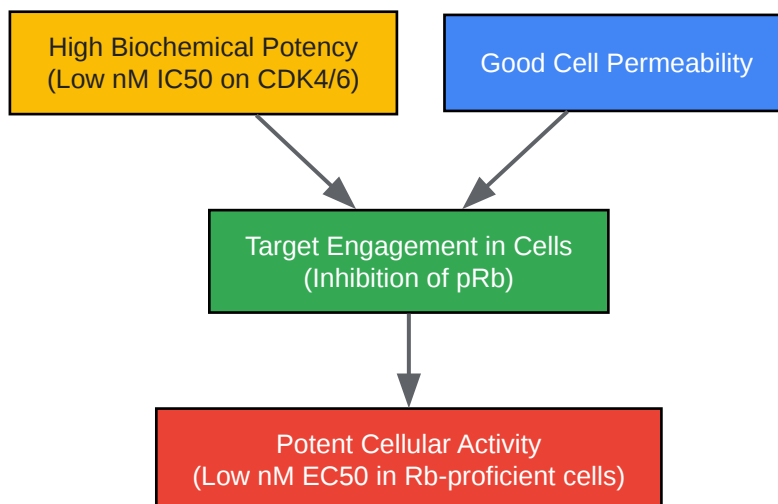 High Biochemical Potency
(Low nM IC50 on CDK4/6)
Good Cell Permeability
Target Engagement in Cells
(Inhibition of pRb)
Potent Cellular Activity
(Low nM EC50 in Rb-proficient cells)